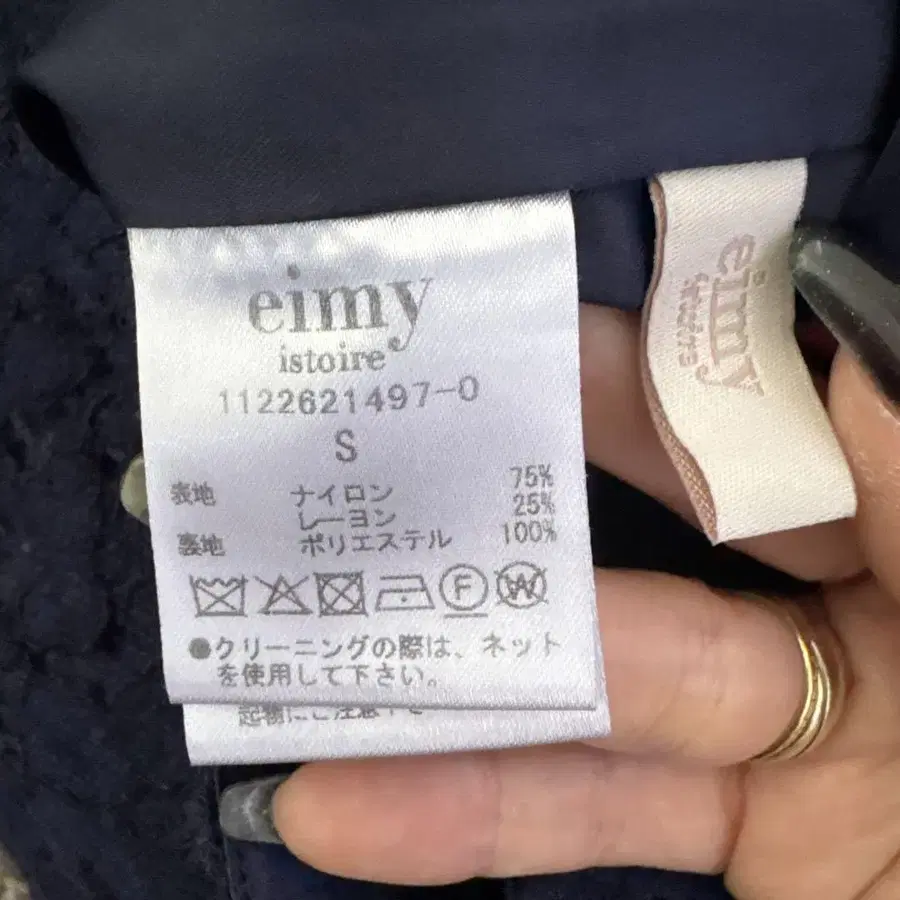 eimy
istoire
1122621497-0
S
表地 ナイロン 75%
レーヨン 25%
裏地 ポリエステル 100%
F W
●クリーニングの際は、ネット
を使用して下さい。
eimy
istoire